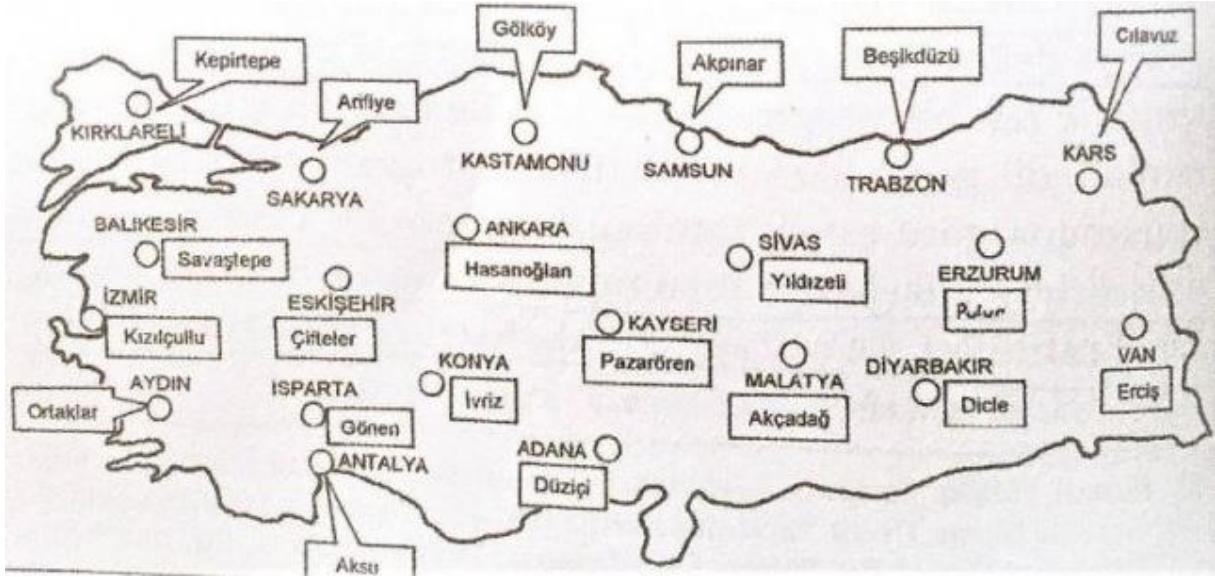 Kepirtepe
Gölköy
Akpınar
Beşikdüzü
Cılavuz
Arifiye
KIRKLARELİ
SAKARYA
KASTAMONU
SAMSUN
TRABZON
KARS
BALIKESİR
Savaştepe
ANKARA
Hasanoğlan
SİVAS
Yıldızeli
ERZURUM
Pulur
İZMİR
Kızılçullu
ESKİŞEHİR
Çifteler
KAYSERİ
Pazarören
VAN
Erciş
AYDIN
Ortaklar
ISPARTA
Gönen
KONYA
İvriz
MALATYA
Akçadağ
DİYARBAKIR
Dicle
ANTALYA
Aksu
ADANA
Düziçi